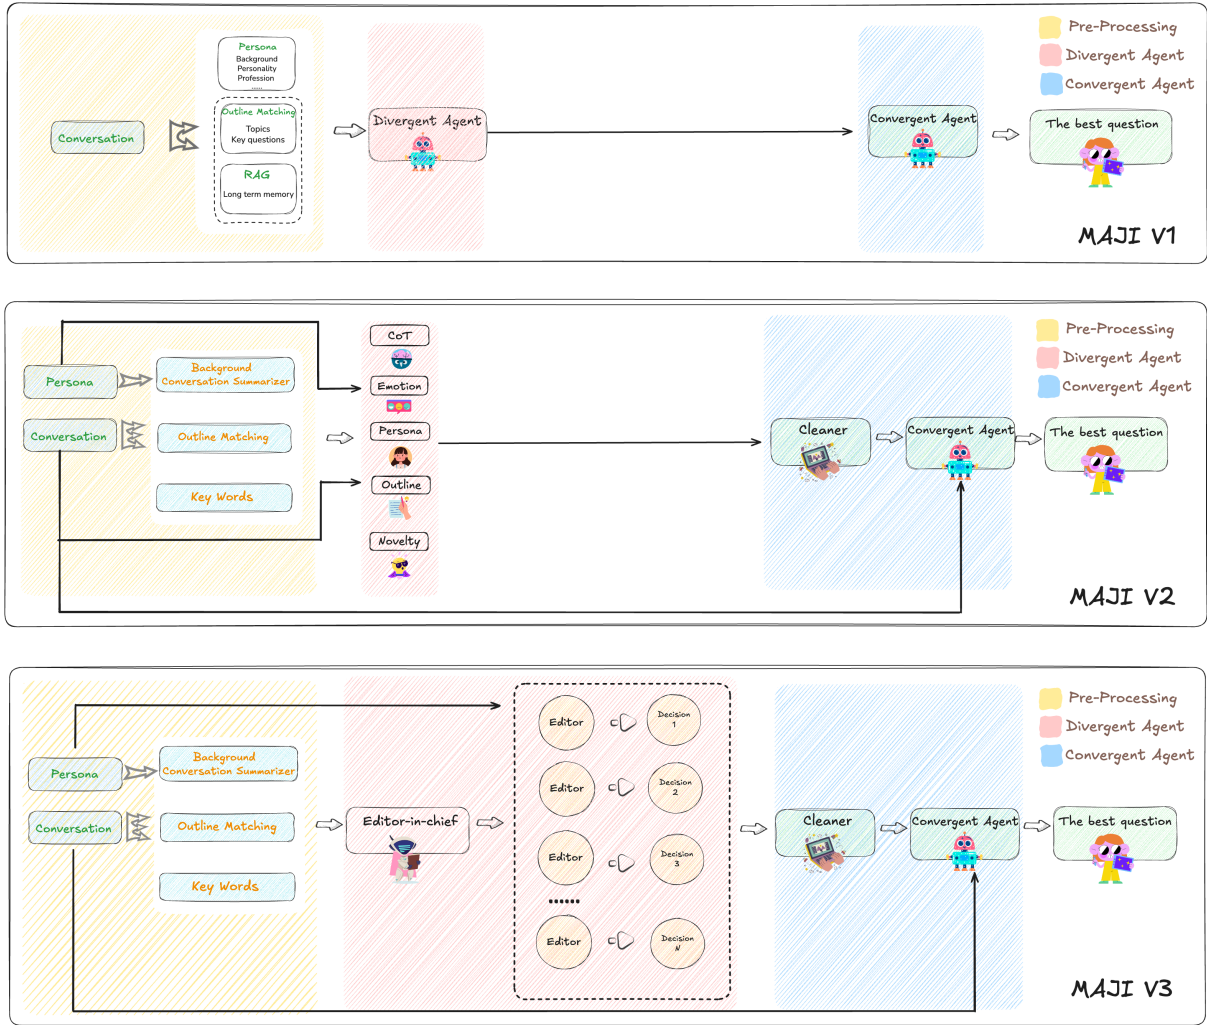 Pre-Processing
Divergent Agent
Convergent Agent
Persona
Background
Personality
Profession
.....
Outline Matching
Topics
Key questions
RAG
Long term memory
Conversation
Divergent Agent
Convergent Agent
The best question
MAJI V1
Pre-Processing
Divergent Agent
Convergent Agent
Persona
Conversation
Background
Conversation Summarizer
Outline Matching
Key Words
CoT
Emotion
Persona
Outline
Novelty
Cleaner
Convergent Agent
The best question
MAJI V2
Pre-Processing
Divergent Agent
Convergent Agent
Persona
Conversation
Background
Conversation Summarizer
Outline Matching
Key Words
Editor-in-chief
Editor
Decision
1
Editor
Decision
2
Editor
Decision
3
......
Editor
Decision
N
Cleaner
Convergent Agent
The best question
MAJI V3